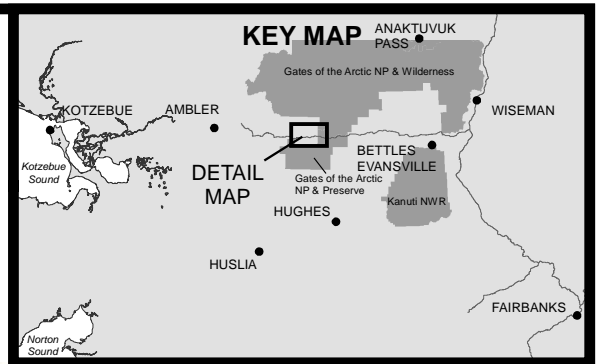 KEY MAP
ANAKTUVUK
PASS
Gates of the Arctic NP & Wilderness
KOTZEBUE
AMBLER
WISEMAN
Kotzebue
Sound
DETAIL
MAP
BETTLES
EVANSVILLE
Gates of the Arctic
NP & Preserve
Kanuti NWR
HUGHES
HUSLIA
FAIRBANKS
Norton
Sound